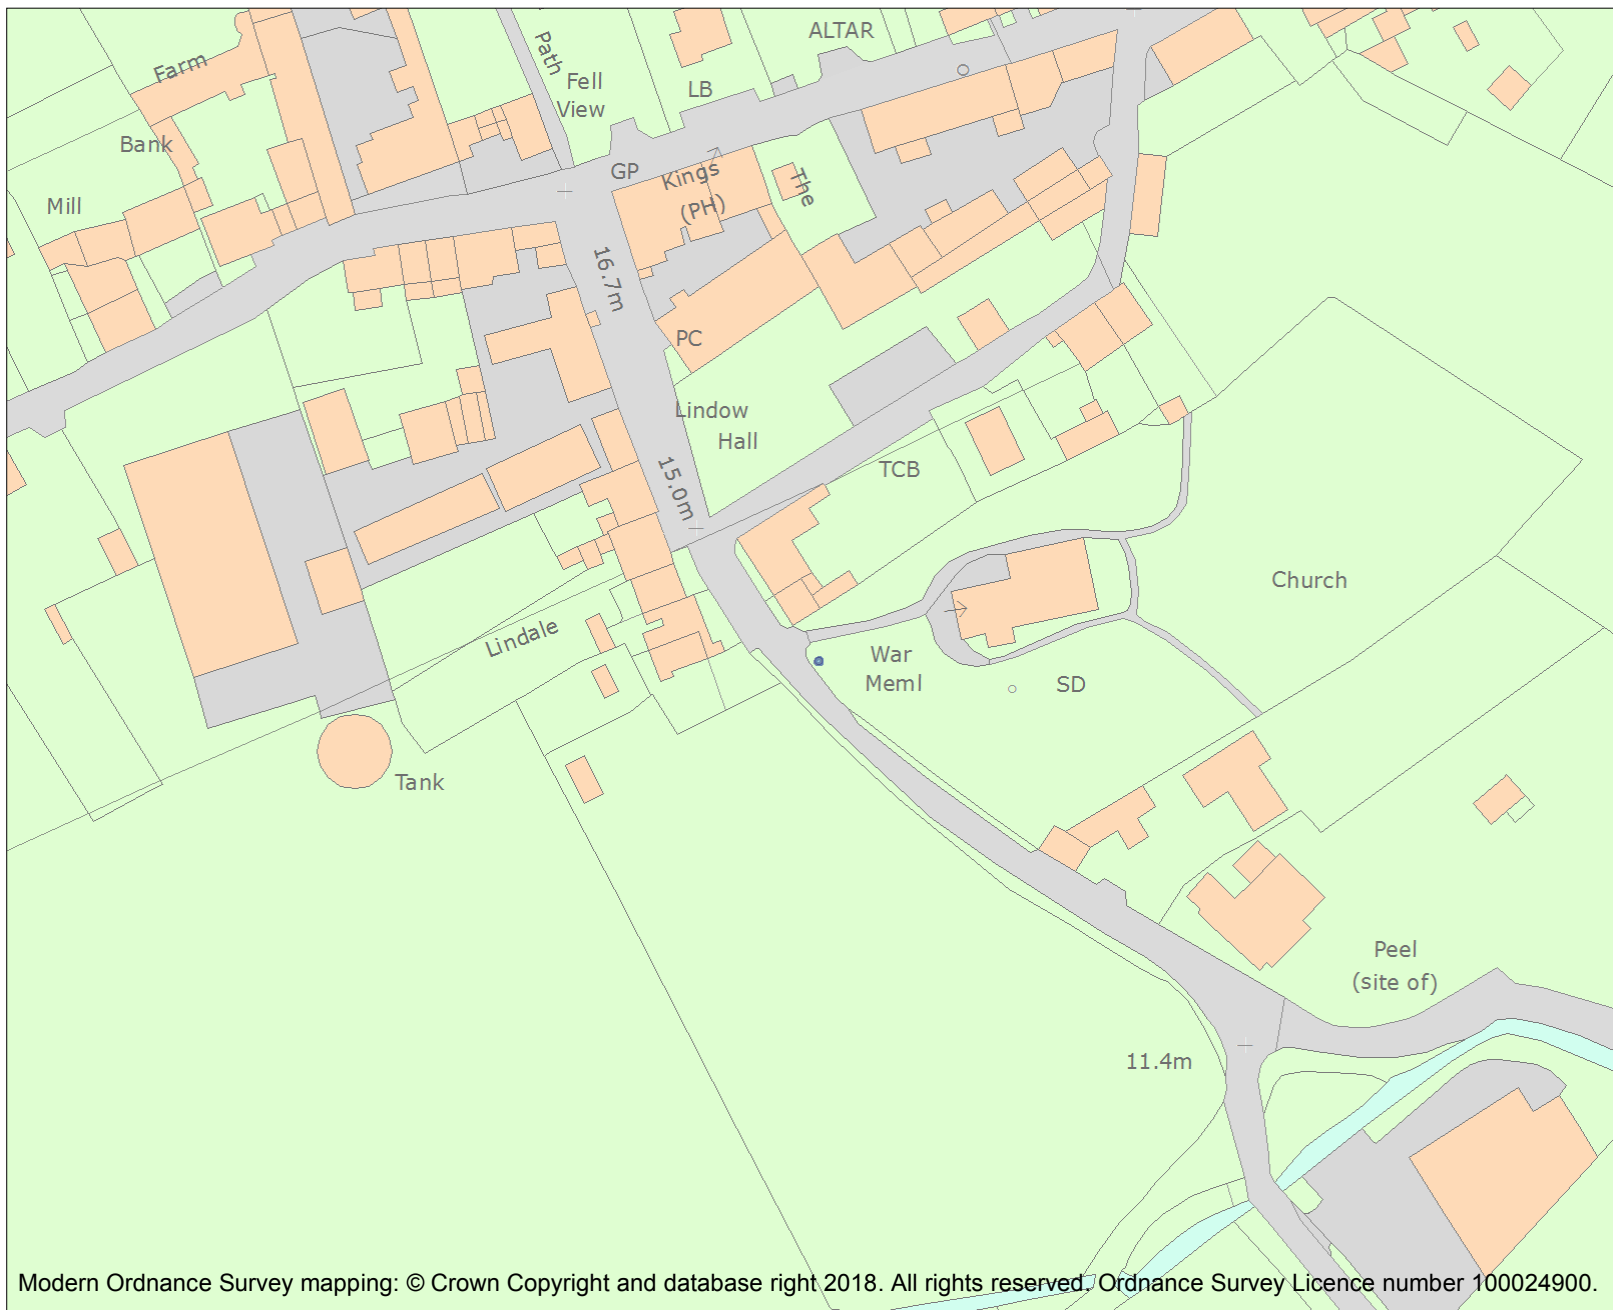 ALTAR
Path
Farm
Fell
View
LB
Bank
GP
Kings
(PH)
The
Mill
16.7m
PC
Lindow
Hall
15.0m
TCB
Church
Lindale
War
Meml
SD
Tank
Peel
(site of)
11.4m
Modern Ordnance Survey mapping: © Crown Copyright and database right 2018. All rights reserved. Ordnance Survey Licence number 100024900.